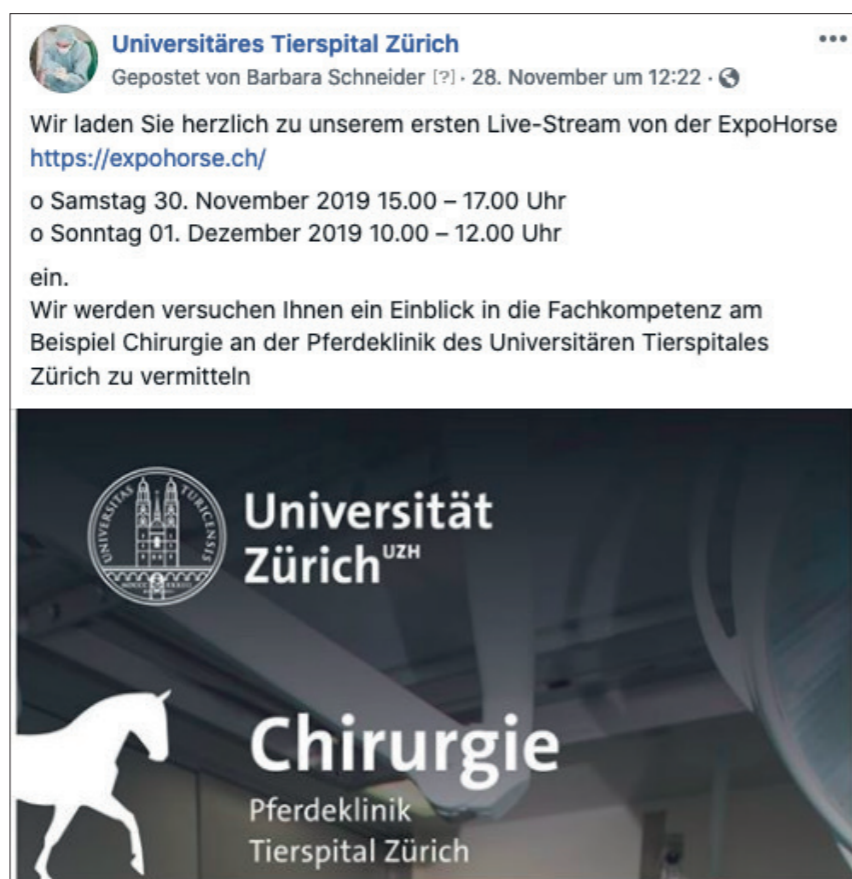 Universitäres Tierspital Zürich
Gepostet von Barbara Schneider [?] · 28. November um 12:22 ·
Wir laden Sie herzlich zu unserem ersten Live-Stream von der ExpoHorse
https://expohorse.ch/
o Samstag 30. November 2019 15.00 – 17.00 Uhr
o Sonntag 01. Dezember 2019 10.00 – 12.00 Uhr
ein.
Wir werden versuchen Ihnen ein Einblick in die Fachkompetenz am
Beispiel Chirurgie an der Pferdeklinik des Universitären Tierspitales
Zürich zu vermitteln
UNIVERSITAS TURICENSIS
Universität
Zürich UZH
Chirurgie
Pferdeklinik
Tierspital Zürich